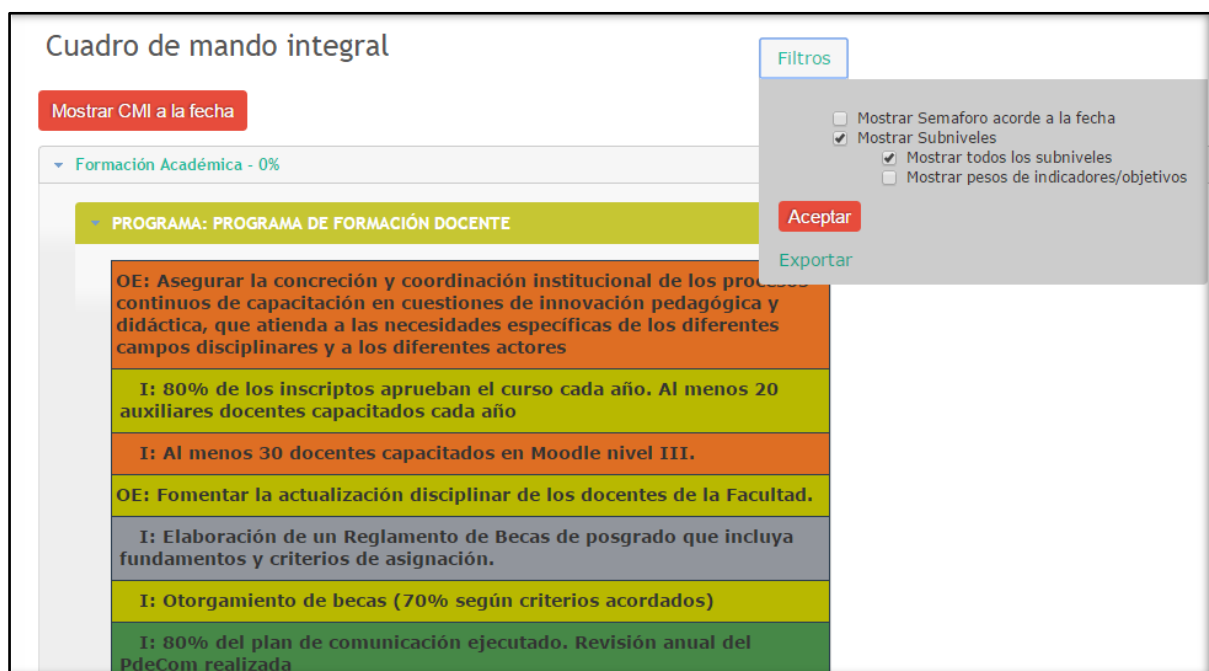 Cuadro de mando integral
Filtros
Mostrar CMI a la fecha
Mostrar Semaforo acorde a la fecha
Mostrar Subniveles
Mostrar todos los subniveles
Mostrar pesos de indicadores/objetivos
Aceptar
Exportar
Formación Académica - 0%
PROGRAMA: PROGRAMA DE FORMACIÓN DOCENTE
OE: Asegurar la concreción y coordinación institucional de los procesos
continuos de capacitación en cuestiones de innovación pedagógica y
didáctica, que atienda a las necesidades específicas de los diferentes
campos disciplinares y a los diferentes actores
I: 80% de los inscriptos aprueban el curso cada año. Al menos 20
auxiliares docentes capacitados cada año
I: Al menos 30 docentes capacitados en Moodle nivel III.
OE: Fomentar la actualización disciplinar de los docentes de la Facultad.
I: Elaboración de un Reglamento de Becas de posgrado que incluya
fundamentos y criterios de asignación.
I: Otorgamiento de becas (70% según criterios acordados)
I: 80% del plan de comunicación ejecutado. Revisión anual del
PdeCom realizada